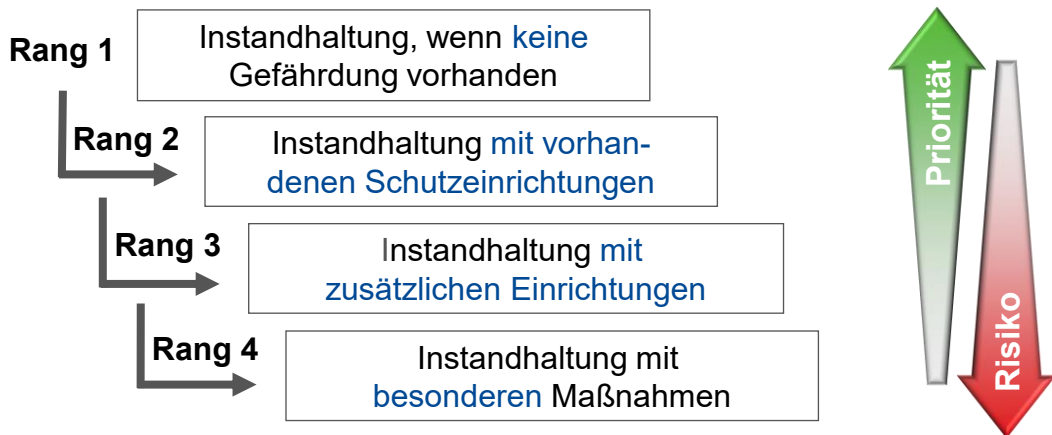 Rang 1
Instandhaltung, wenn keine
Gefährdung vorhanden
Rang 2
Instandhaltung mit vorhan-
denen Schutzeinrichtungen
Rang 3
Instandhaltung mit
zusätzlichen Einrichtungen
Rang 4
Instandhaltung mit
besonderen Maßnahmen
Priorität
Risiko